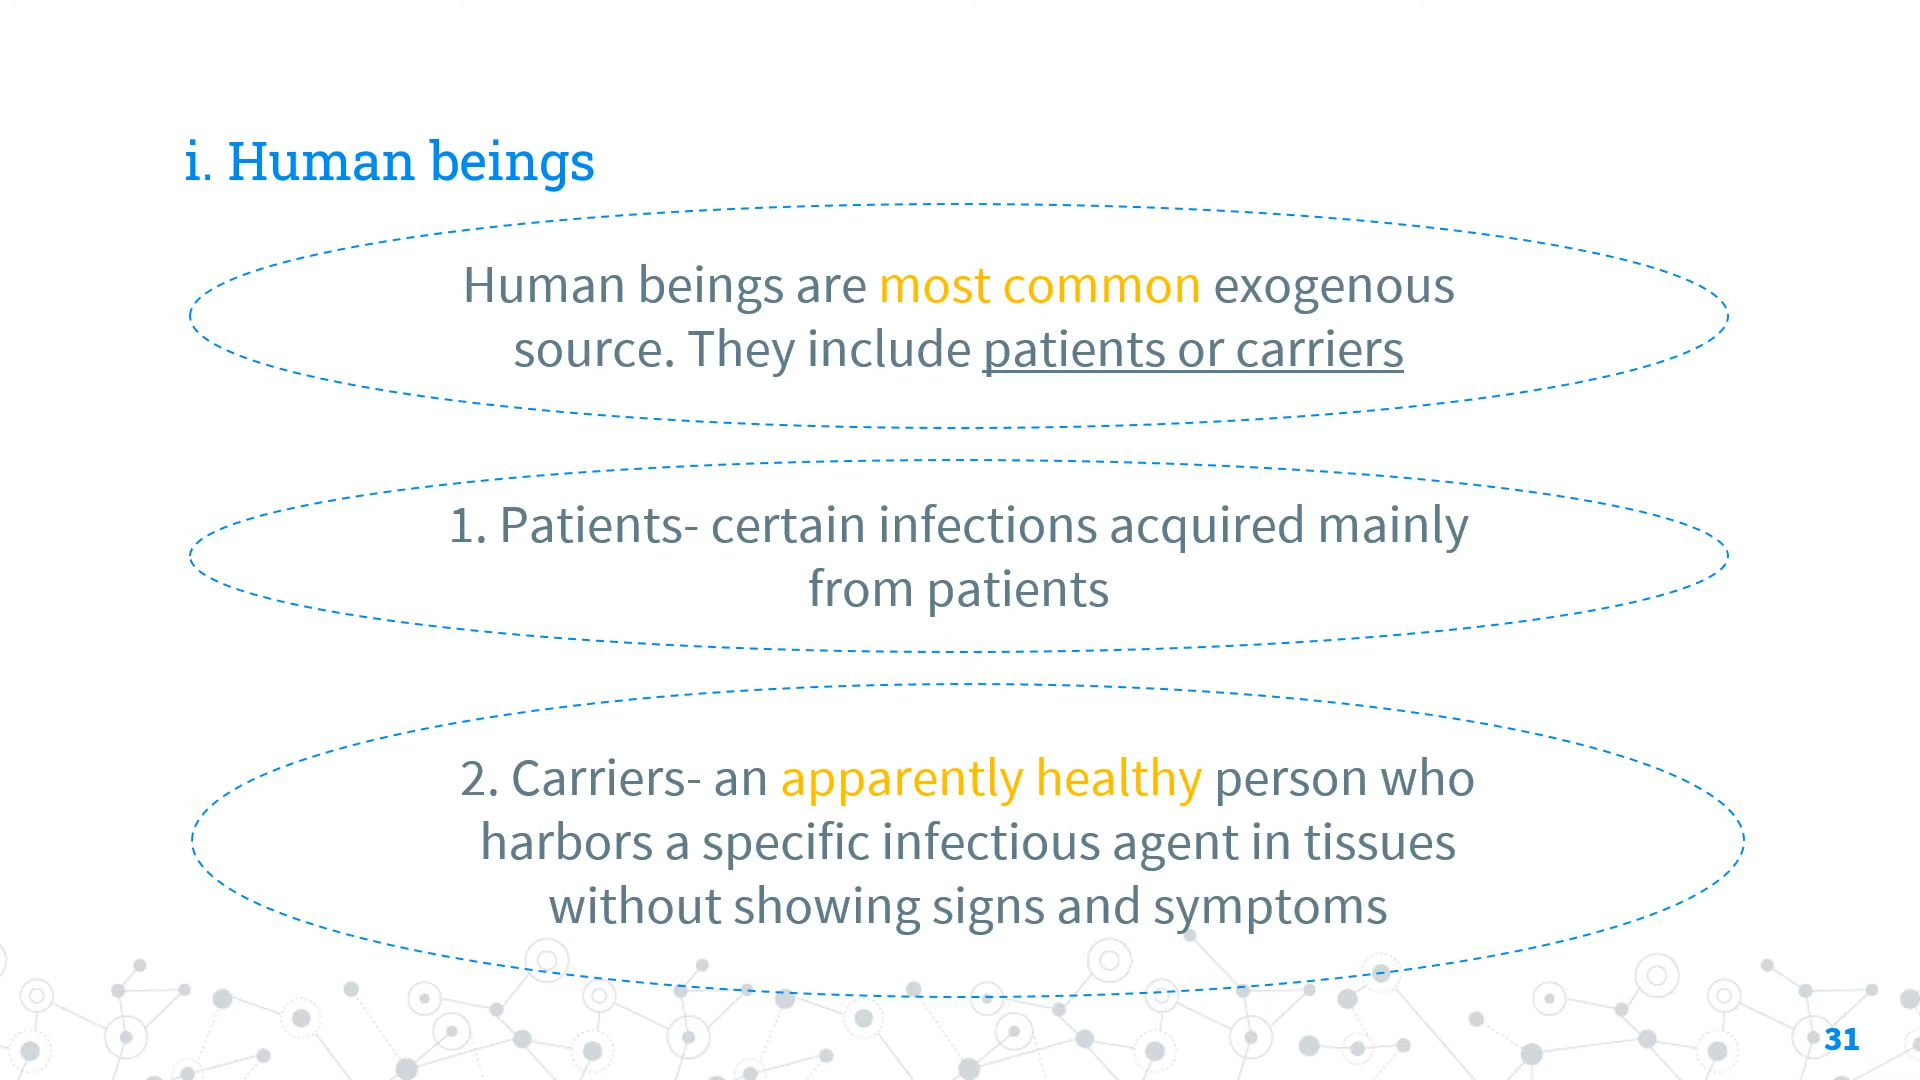 i. Human beings
Human beings are most common exogenous
source. They include patients or carriers
1. Patients- certain infections acquired mainly
from patients
2. Carriers- an apparently healthy person who
harbors a specific infectious agent in tissues
without showing signs and symptoms
31